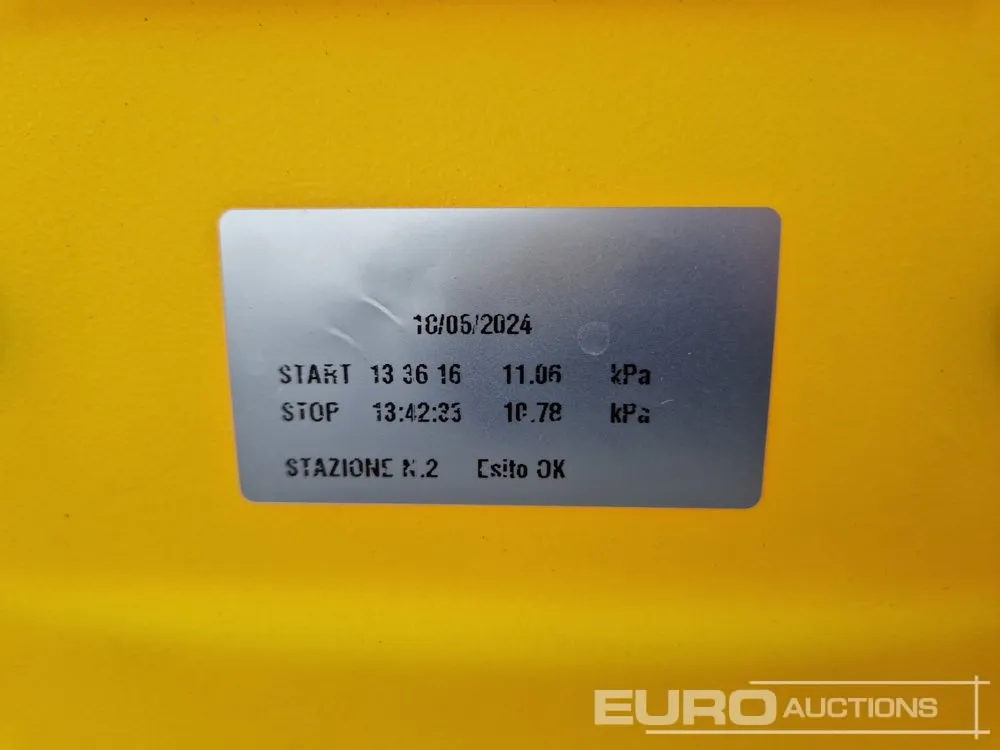 10/05/2024
START 13 36 16 11.06 kPa
STOP 13:42:33 10.78 kPa
STAZIONE N.2 Esito OK
EURO AUCTIONS